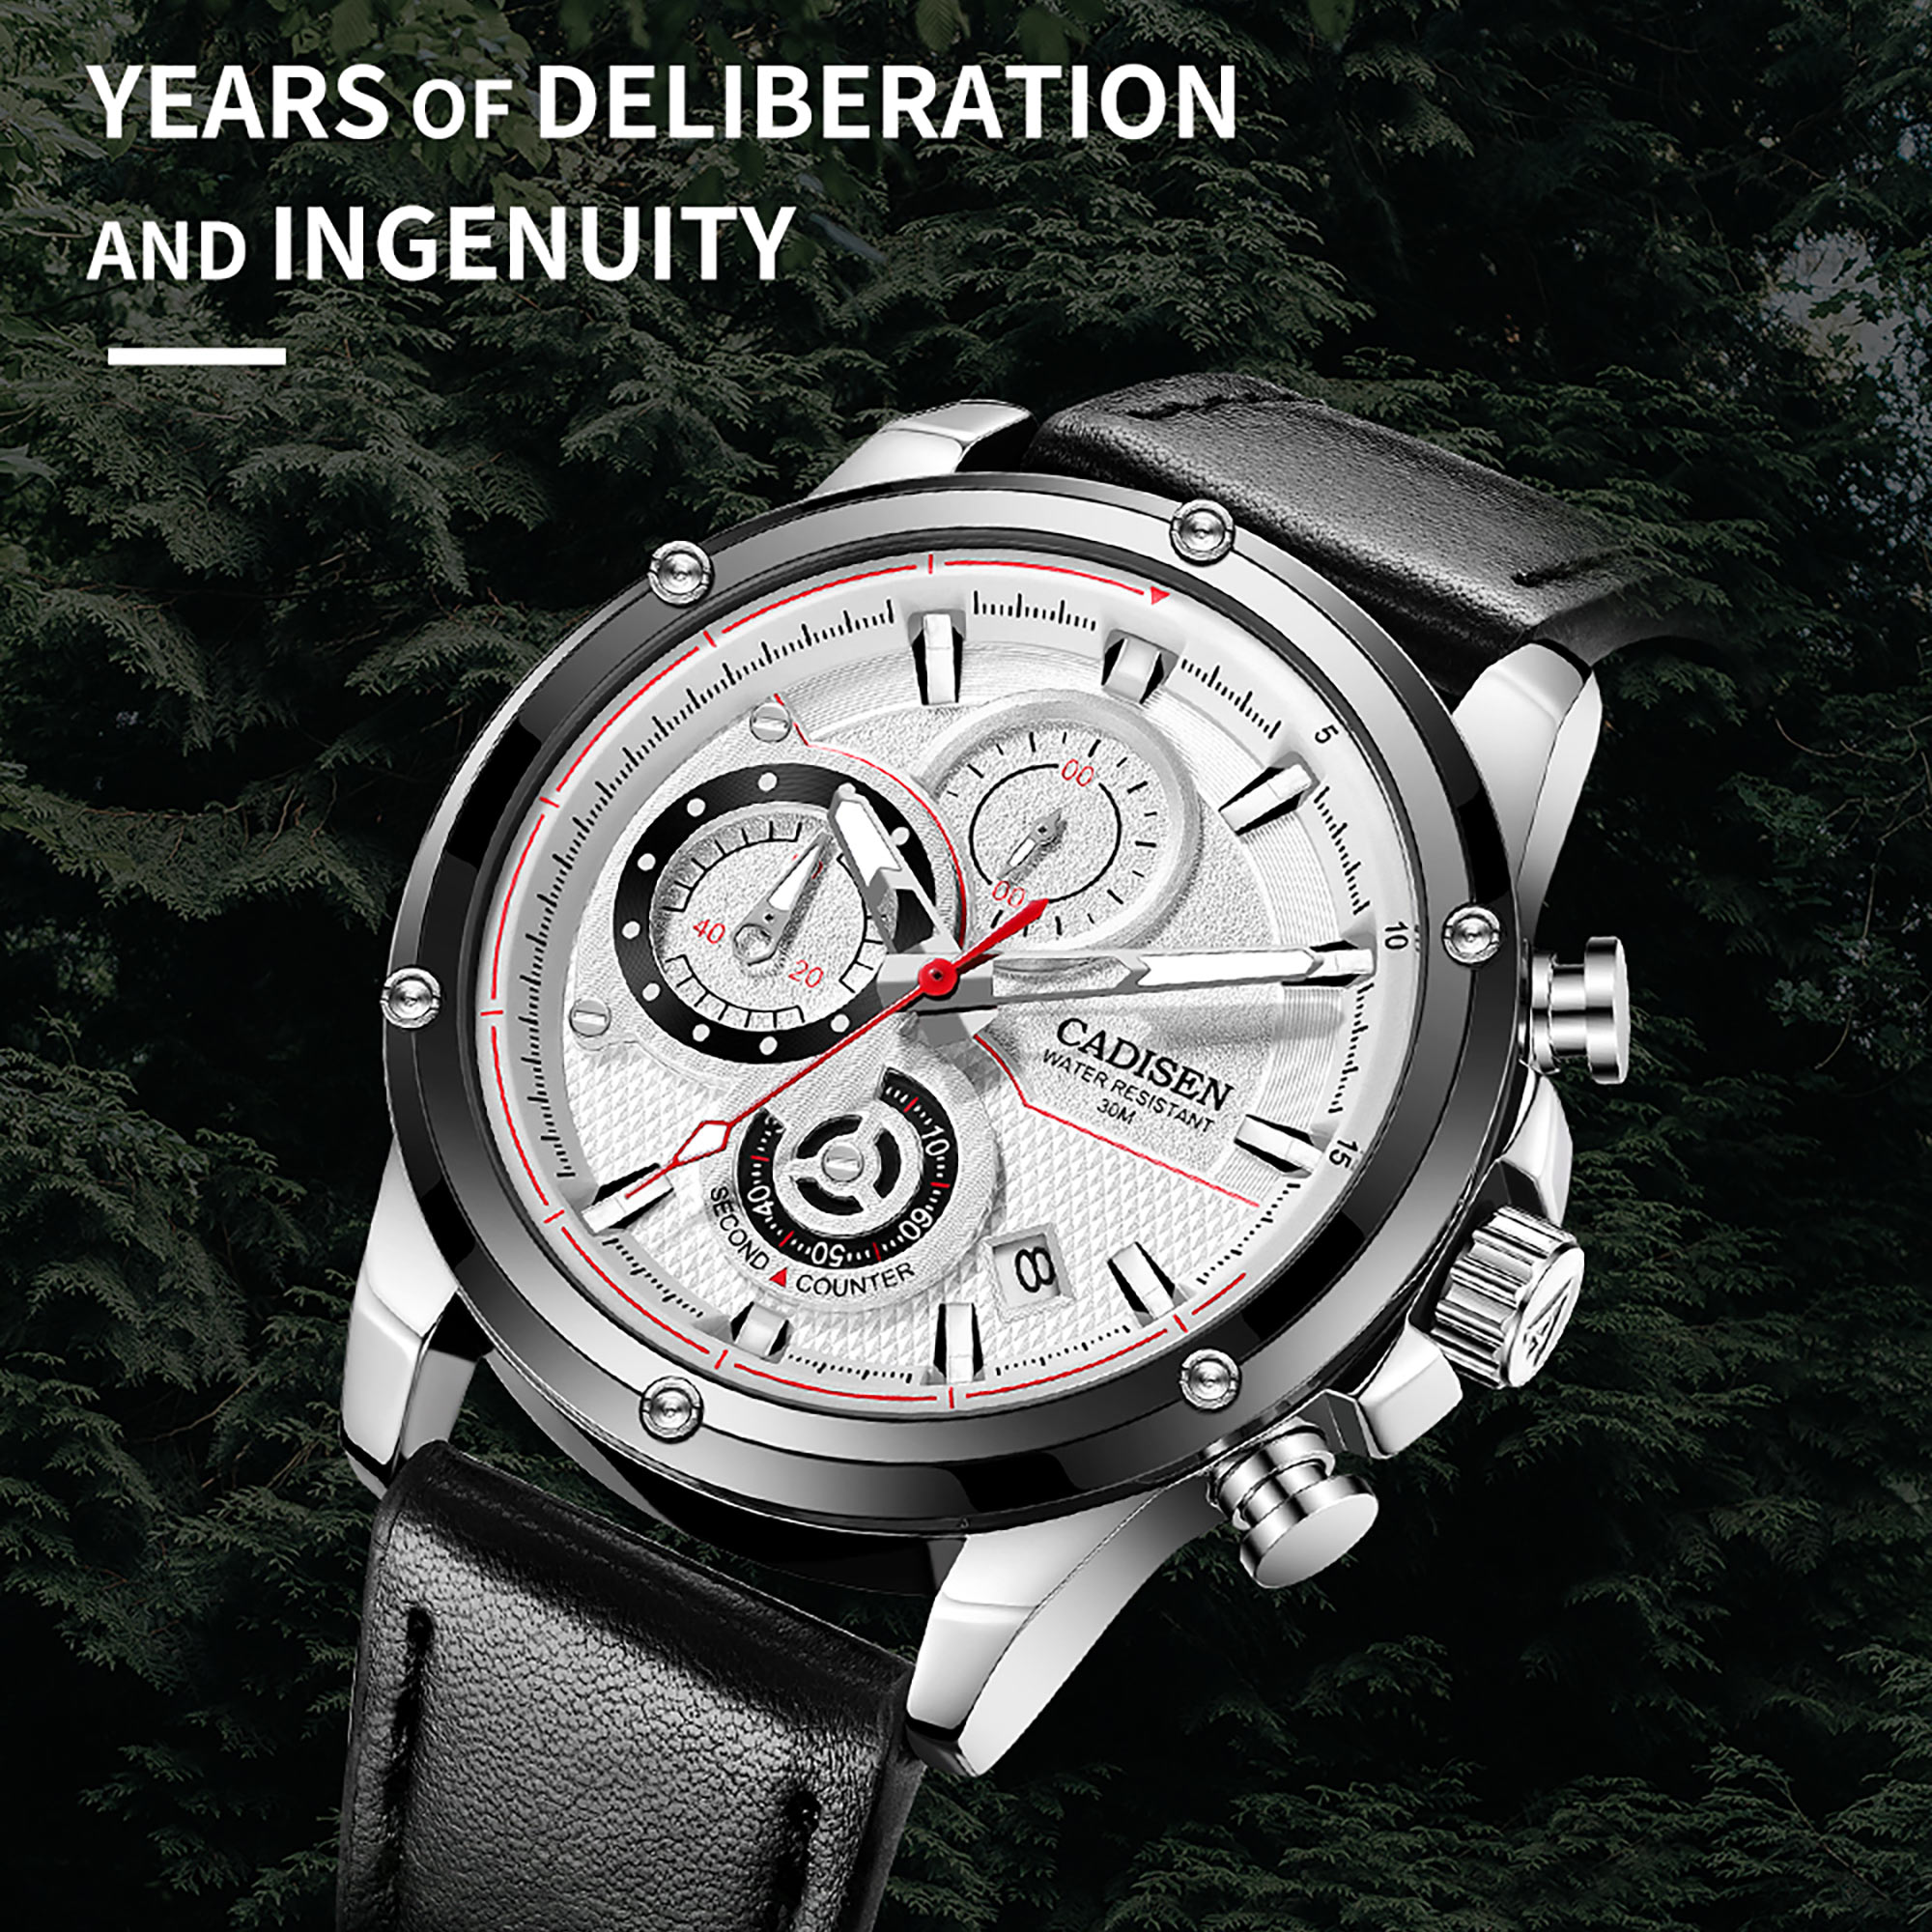 YEARS OF DELIBERATION
AND INGENUITY
5
00
10
00
40
20
CADISEN
WATER RESISTANT
30M
10
15
40
60
50
SECOND COUNTER
8